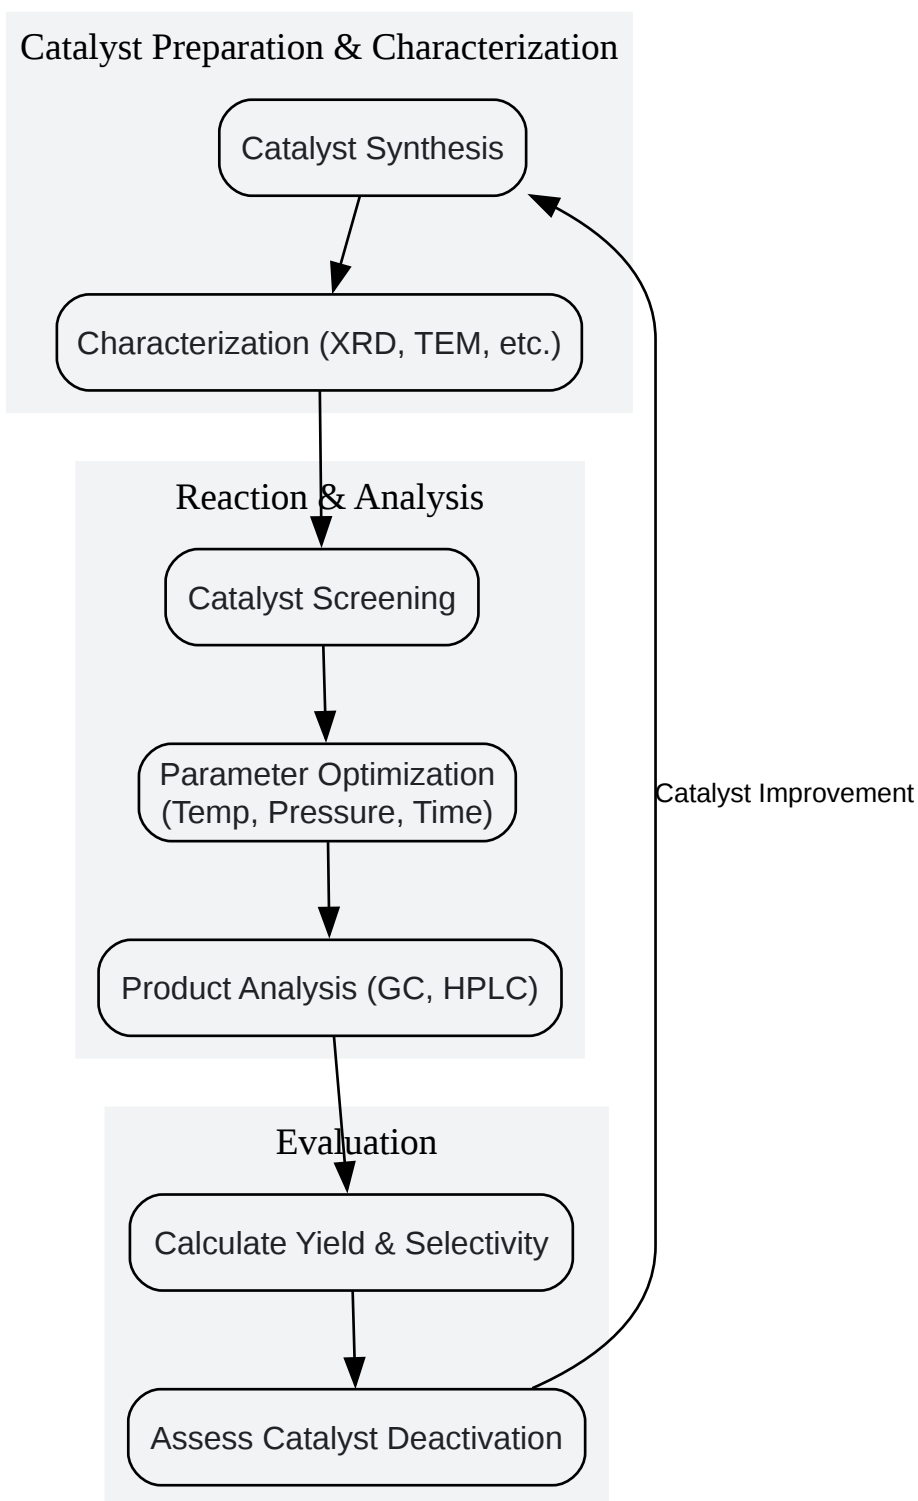 Catalyst Preparation & Characterization
Catalyst Synthesis
Characterization (XRD, TEM, etc.)
Reaction & Analysis
Catalyst Screening
Parameter Optimization
(Temp, Pressure, Time)
Catalyst Improvement
Product Analysis (GC, HPLC)
Evaluation
Calculate Yield & Selectivity
Assess Catalyst Deactivation